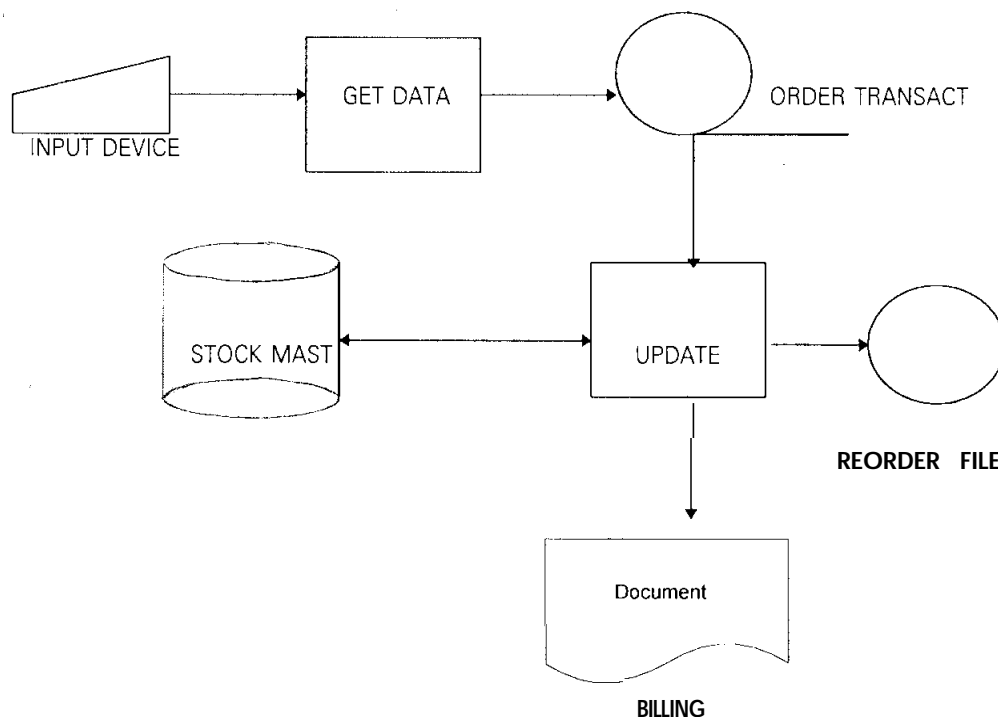 GET DATA
ORDER TRANSACT
INPUT DEVICE
STOCK MAST
UPDATE
REORDER FILE
Document
BILLING